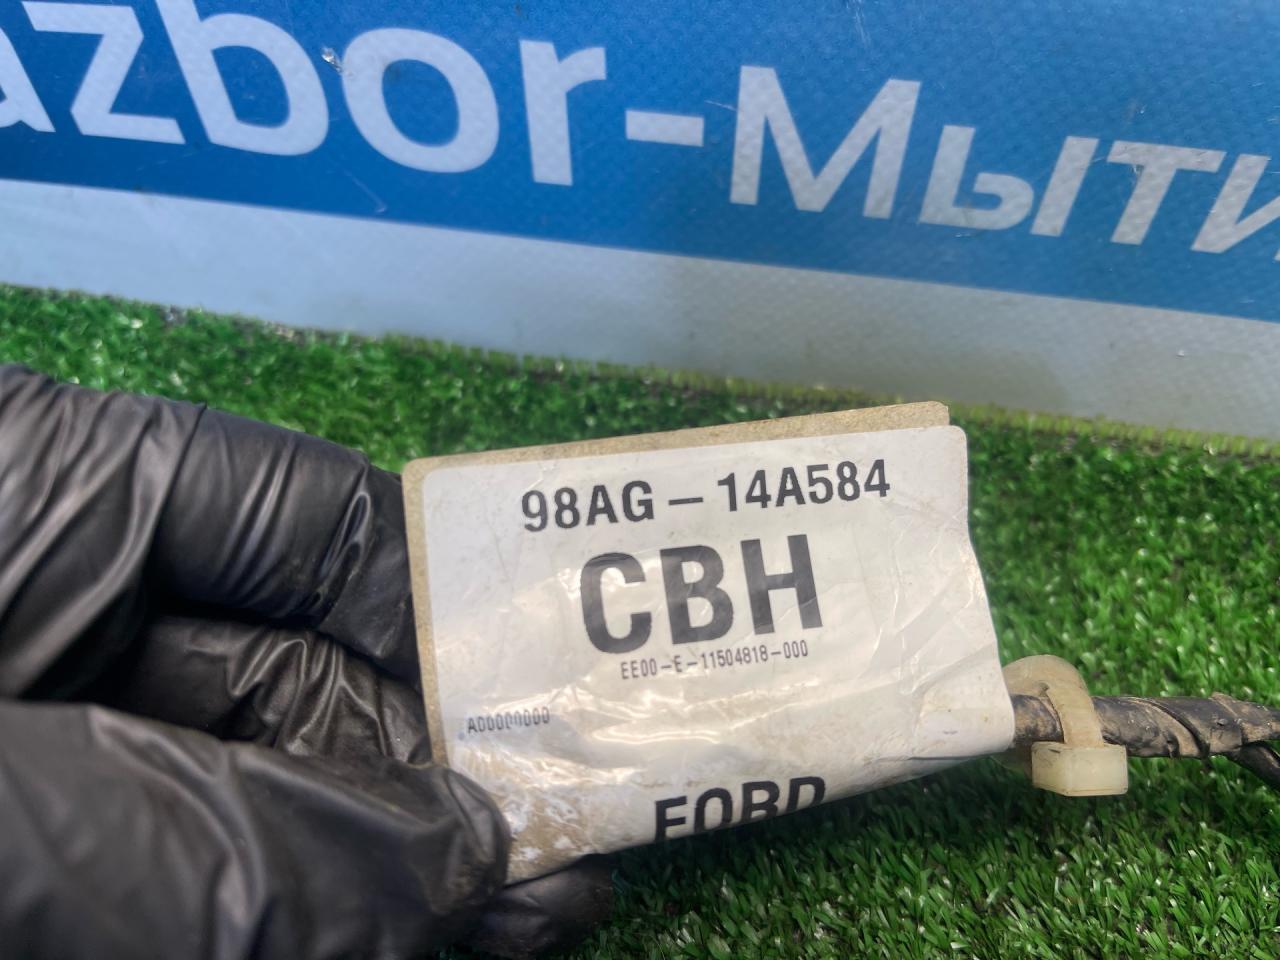 azbor-Мыти
98AG-14A584
CBH
EE00-E-11504818-000
A00000000
FORD